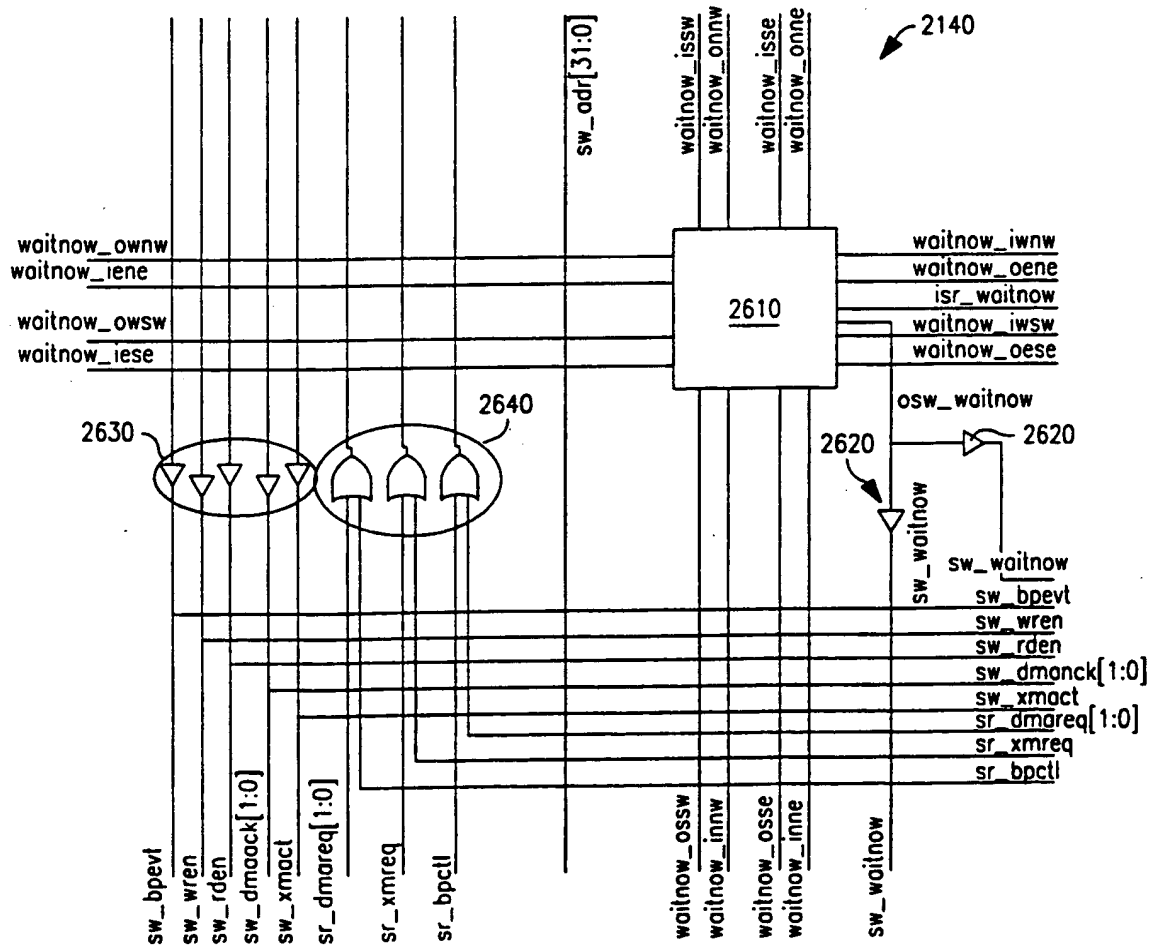 2140
sw_adr[31:0]
waitnow_issw
waitnow_onnw
waitnow_isse
waitnow_onne
waitnow_ownw
waitnow_iene
waitnow_owsw
waitnow_iese
2610
waitnow_iwnw
waitnow_oene
isr_waitnow
waitnow_iwsw
waitnow_oese
osw_waitnow
2630
2640
2620
2620
sw_waitnow
sw_waitnow
sw_bpevt
sw_wren
sw_rden
sw_dmanck[1:0]
sw_xmact
sr_dmareq[1:0]
sr_xmreq
sr_bpctl
sw_bpevt
sw_wren
sw_rden
sw_dmaack[1:0]
sw_xmact
sr_dmareq[1:0]
sr_xmreq
sr_bpctl
waitnow_ossw
waitnow_innw
waitnow_osse
waitnow_inne
sw_waitnow